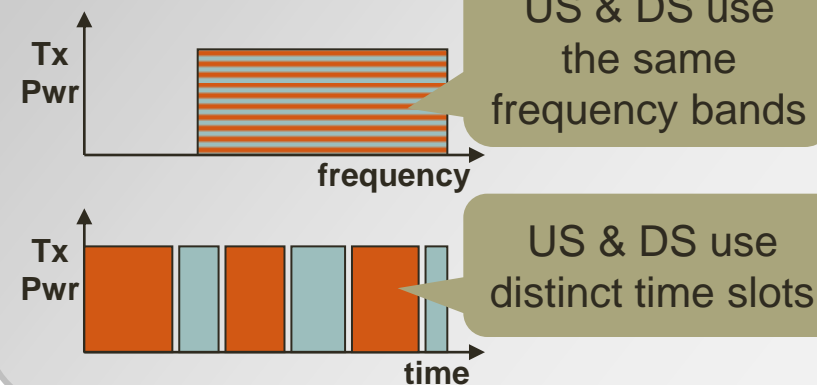 US & DS use
the same
frequency bands
Tx
Pwr
frequency
US & DS use
distinct time slots
Tx
Pwr
time